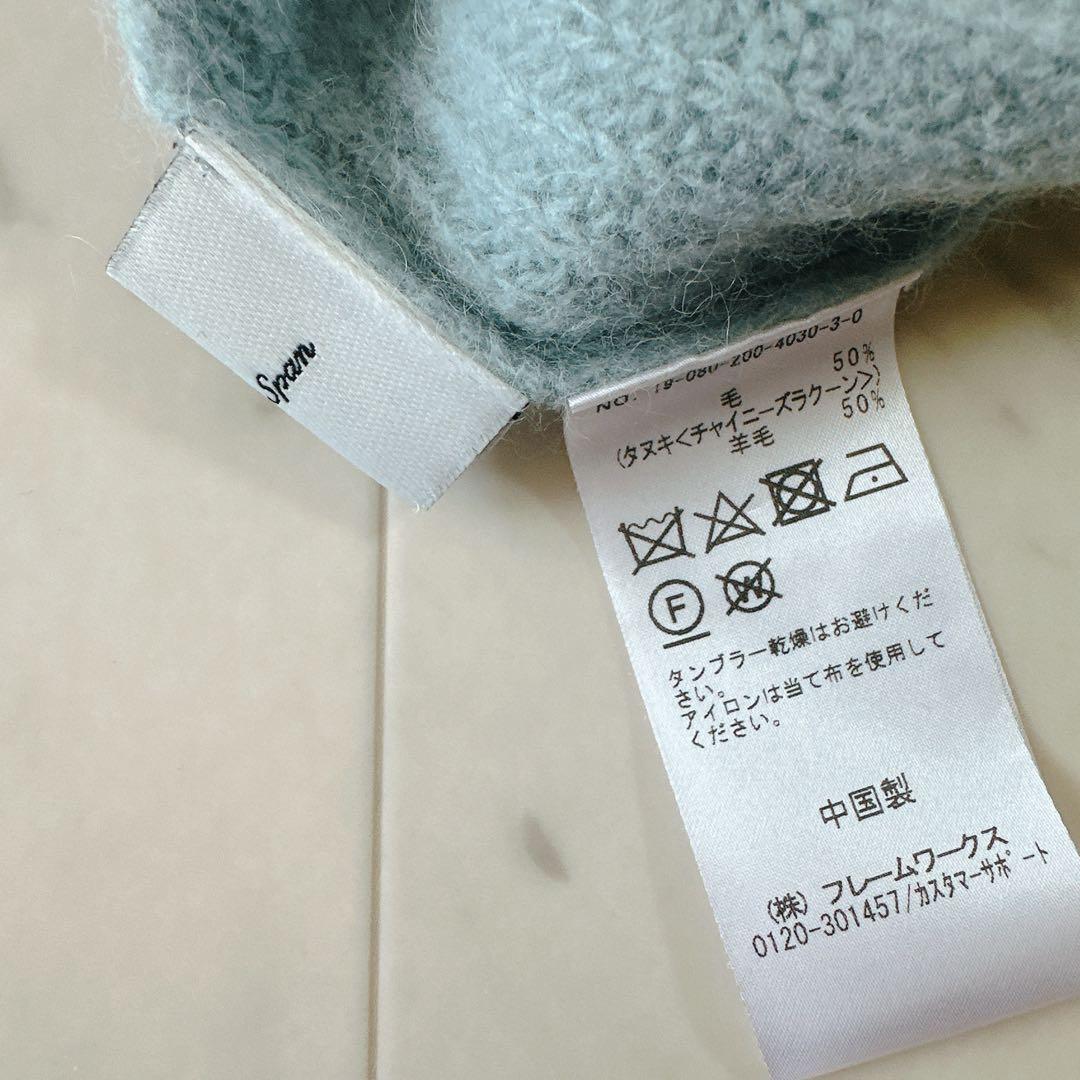 Span
NO. 19-080-200-4030-3-0
毛 50%
(タヌキ<チャイニーズラクーン>)
羊毛 50%
F
W
タンブラー乾燥はお避けくだ
さい。
アイロンは当て布を使用して
ください。
中国製
(株) フレームワークス
0120-301457/カスタマーサポート